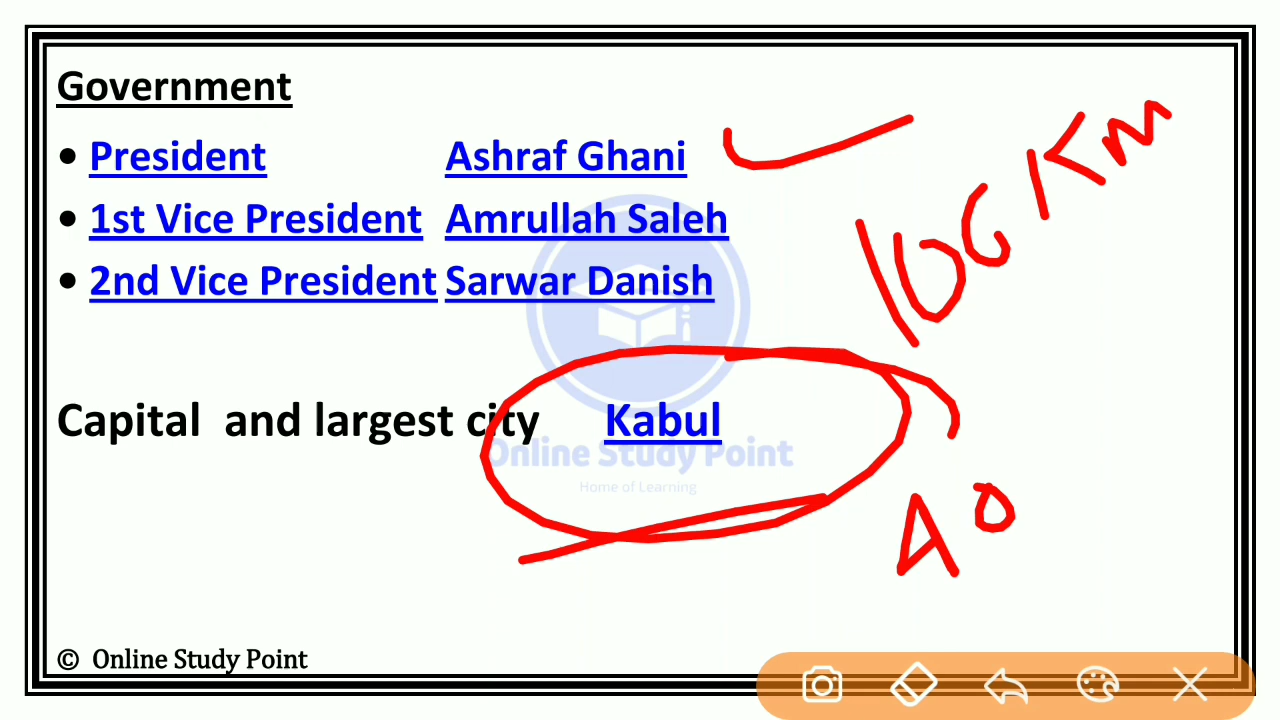 Government
• President Ashraf Ghani
• 1st Vice President Amrullah Saleh
• 2nd Vice President Sarwar Danish
100 Km
Capital and largest city Kabul
Online Study Point
Home of Learning
40
© Online Study Point